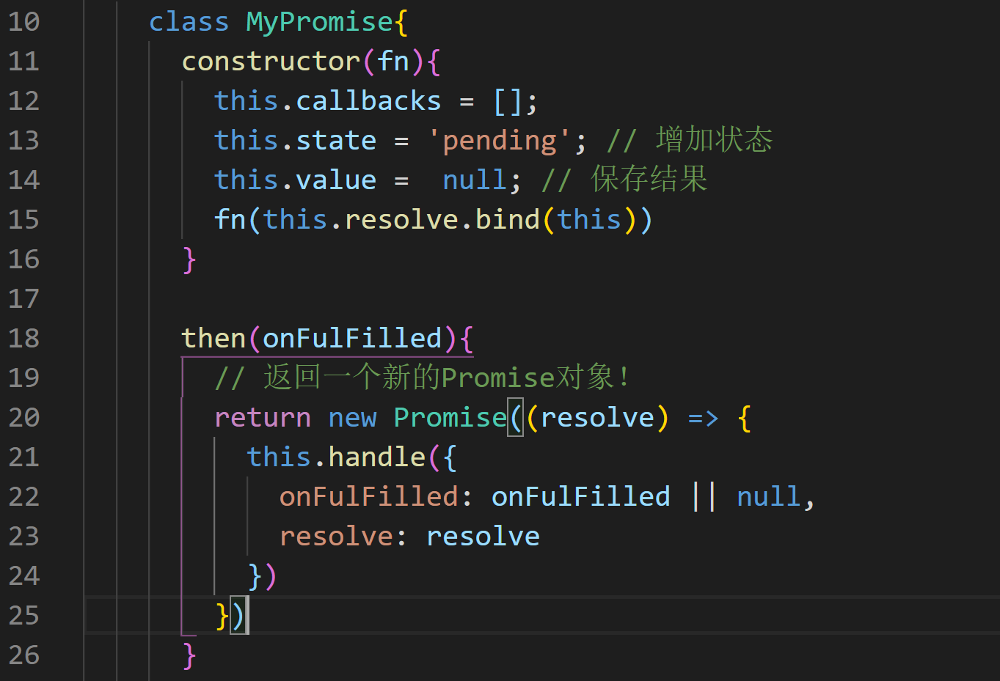 10 class MyPromise{
11 constructor(fn){
12 this.callbacks = [];
13 this.state = 'pending'; // 增加状态
14 this.value =  null; // 保存结果
15 fn(this.resolve.bind(this))
16 }
17
18 then(onFulFilled){
19 // 返回一个新的Promise对象!
20 return new Promise((resolve) => {
21 this.handle({
22 onFulFilled: onFulFilled || null,
23 resolve: resolve
24 })
25 })
26 }